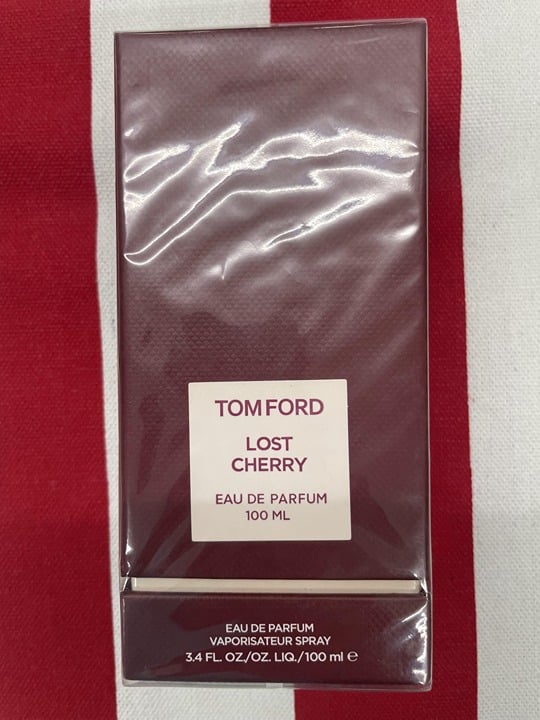 TOM FORD
LOST
CHERRY
EAU DE PARFUM
100 ML
EAU DE PARFUM
VAPORISATEUR SPRAY
3.4 FL. OZ./OZ. LIQ./100 ml ℮